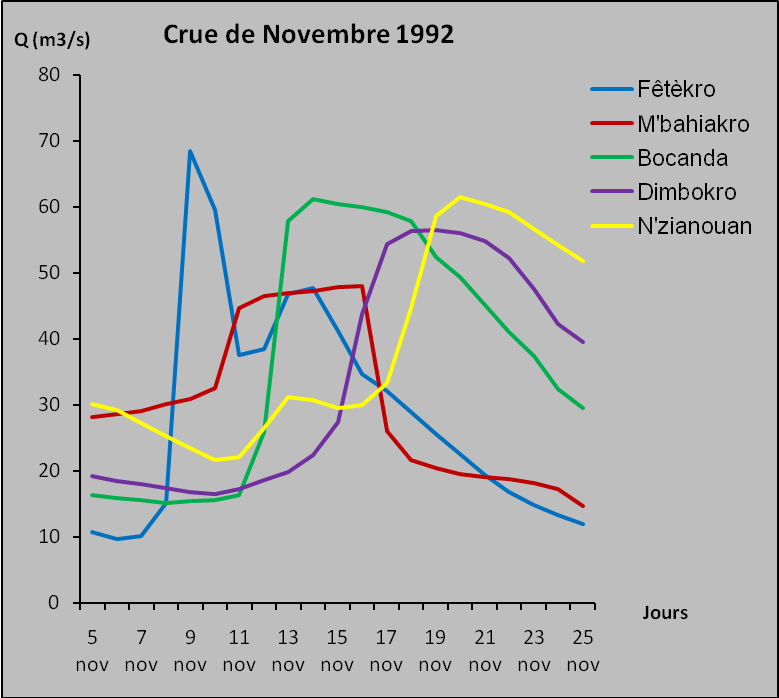 Crue de Novembre 1992
Q (m3/s)
80
70
60
50
40
30
20
10
0
5 7 9 11 13 15 17 19 21 23 25
nov nov nov nov nov nov nov nov nov nov nov
Jours
Fêtèkro
M'bahiakro
Bocanda
Dimbokro
N'zianouan